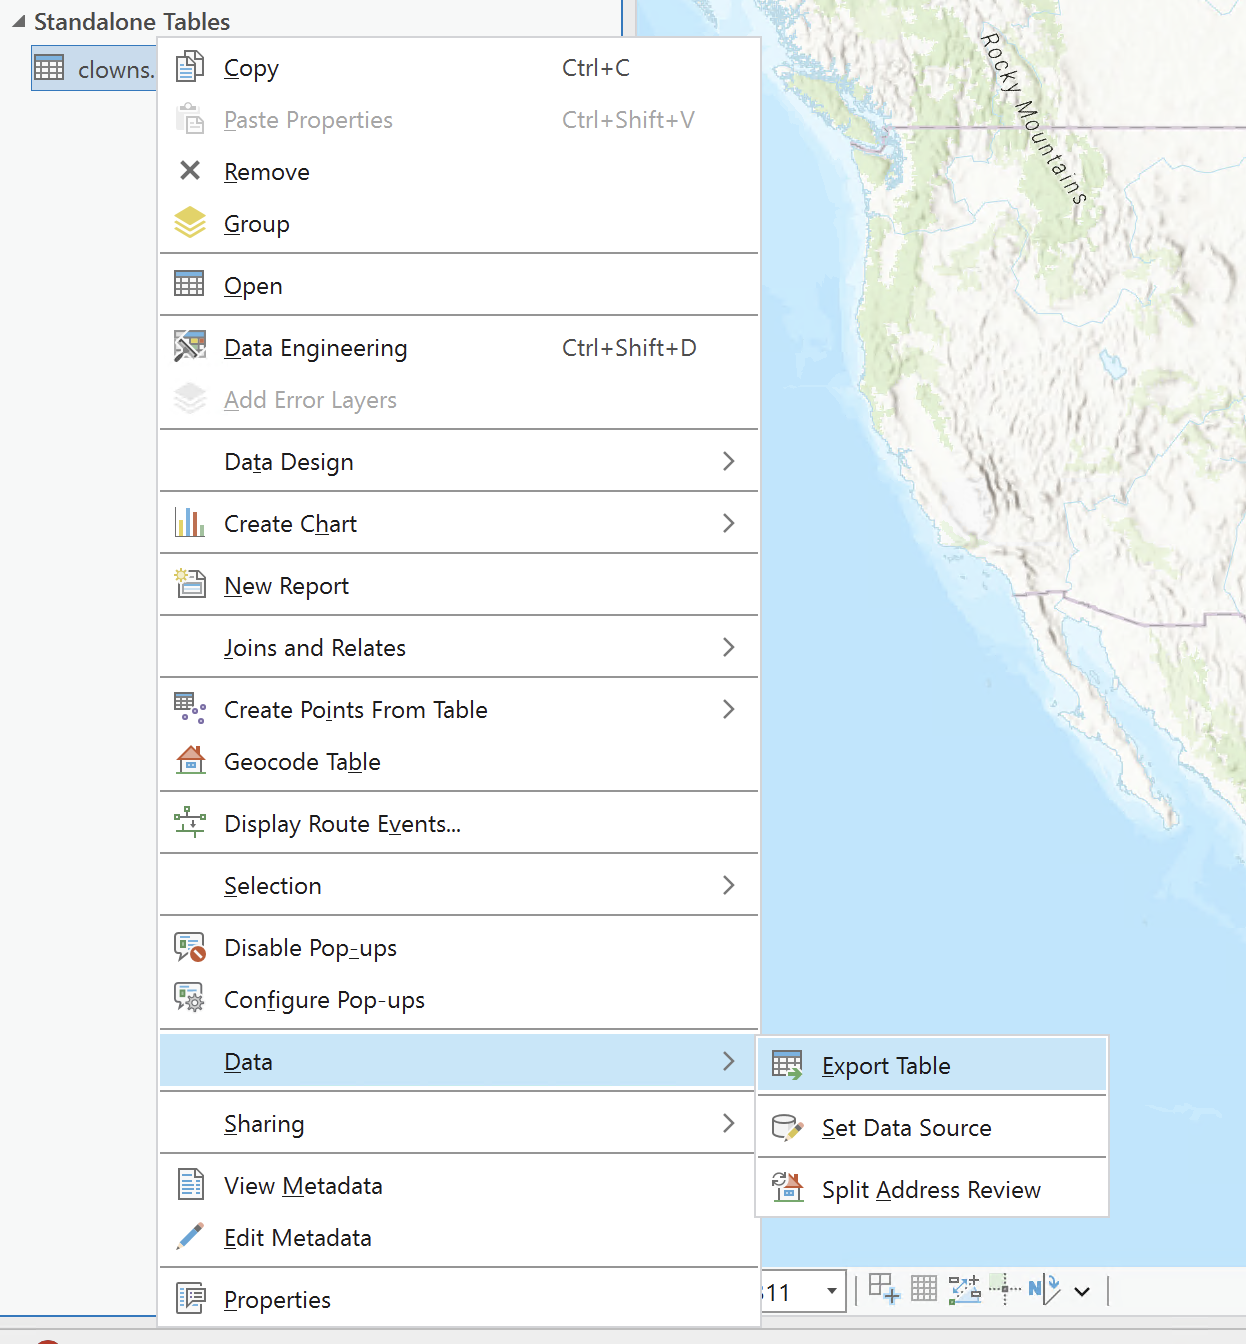 Standalone Tables
clowns.
Copy Ctrl+C
Paste Properties Ctrl+Shift+V
Remove
Group
Open
Data Engineering Ctrl+Shift+D
Add Error Layers
Data Design
Create Chart
New Report
Joins and Relates
Create Points From Table
Geocode Table
Display Route Events...
Selection
Disable Pop-ups
Configure Pop-ups
Data
Sharing
View Metadata
Edit Metadata
Properties
Export Table
Set Data Source
Split Address Review
Rocky Mountains
11
N